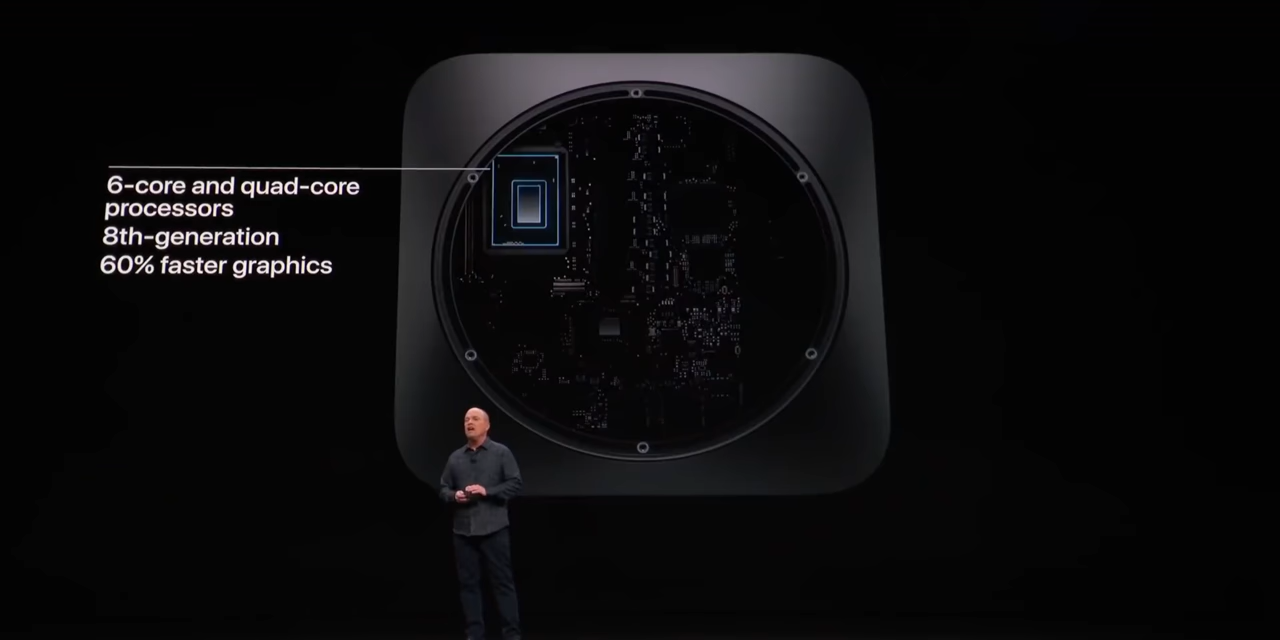 6-core and quad-core
processors
8th-generation
60% faster graphics